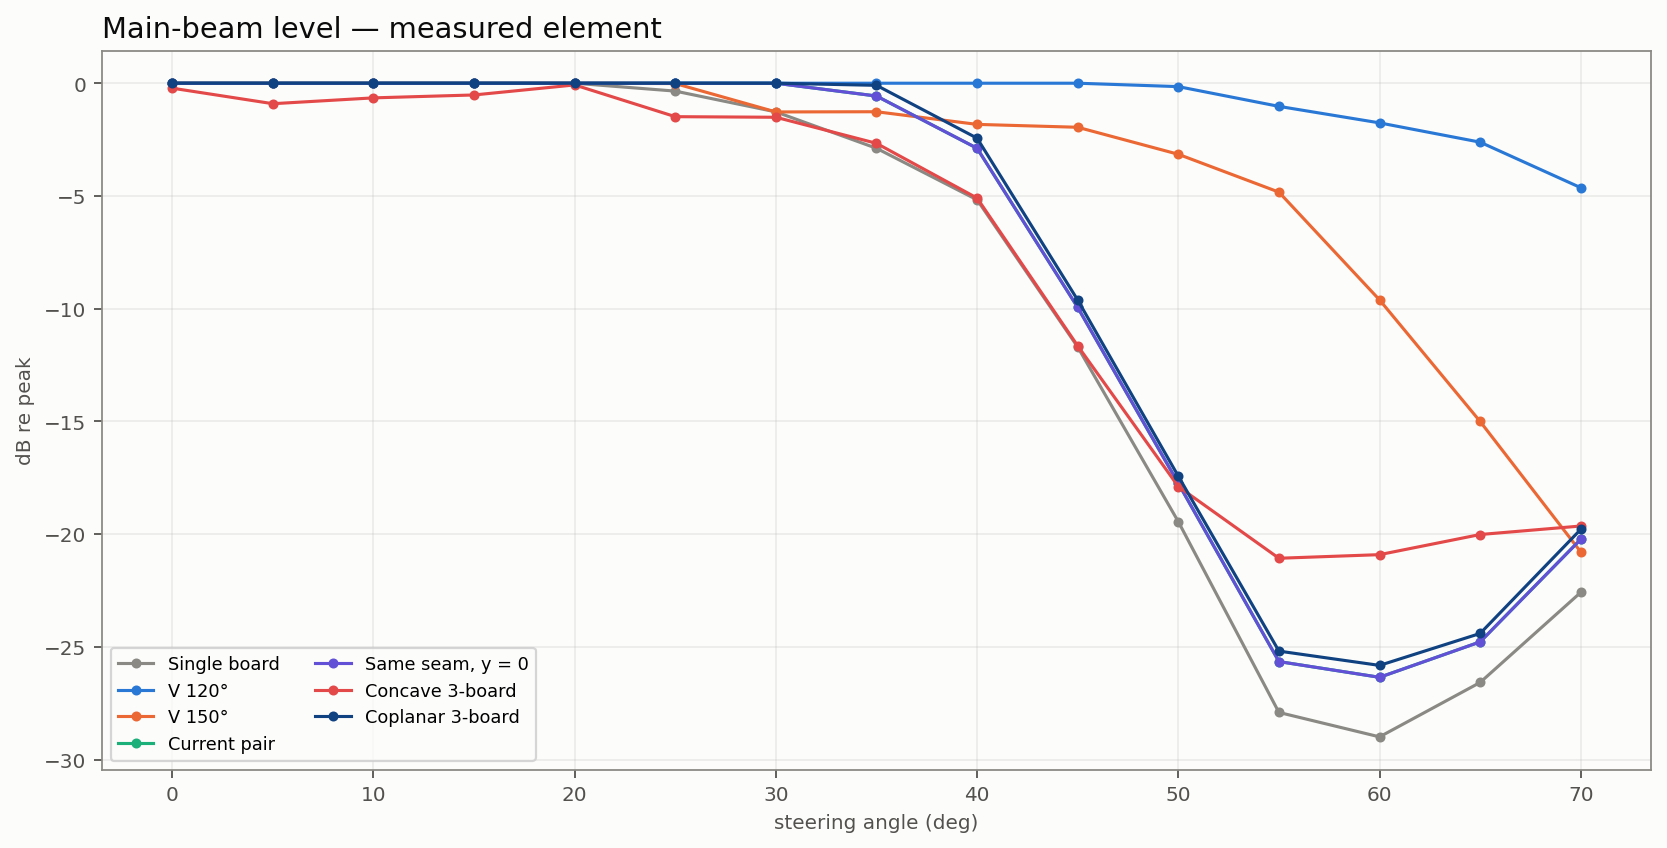 Main-beam level — measured element
0
−5
−10
−15
−20
−25
−30
dB re peak
Single board
V 120°
V 150°
Current pair
Same seam, y = 0
Concave 3-board
Coplanar 3-board
0 10 20 30 40 50 60 70
steering angle (deg)